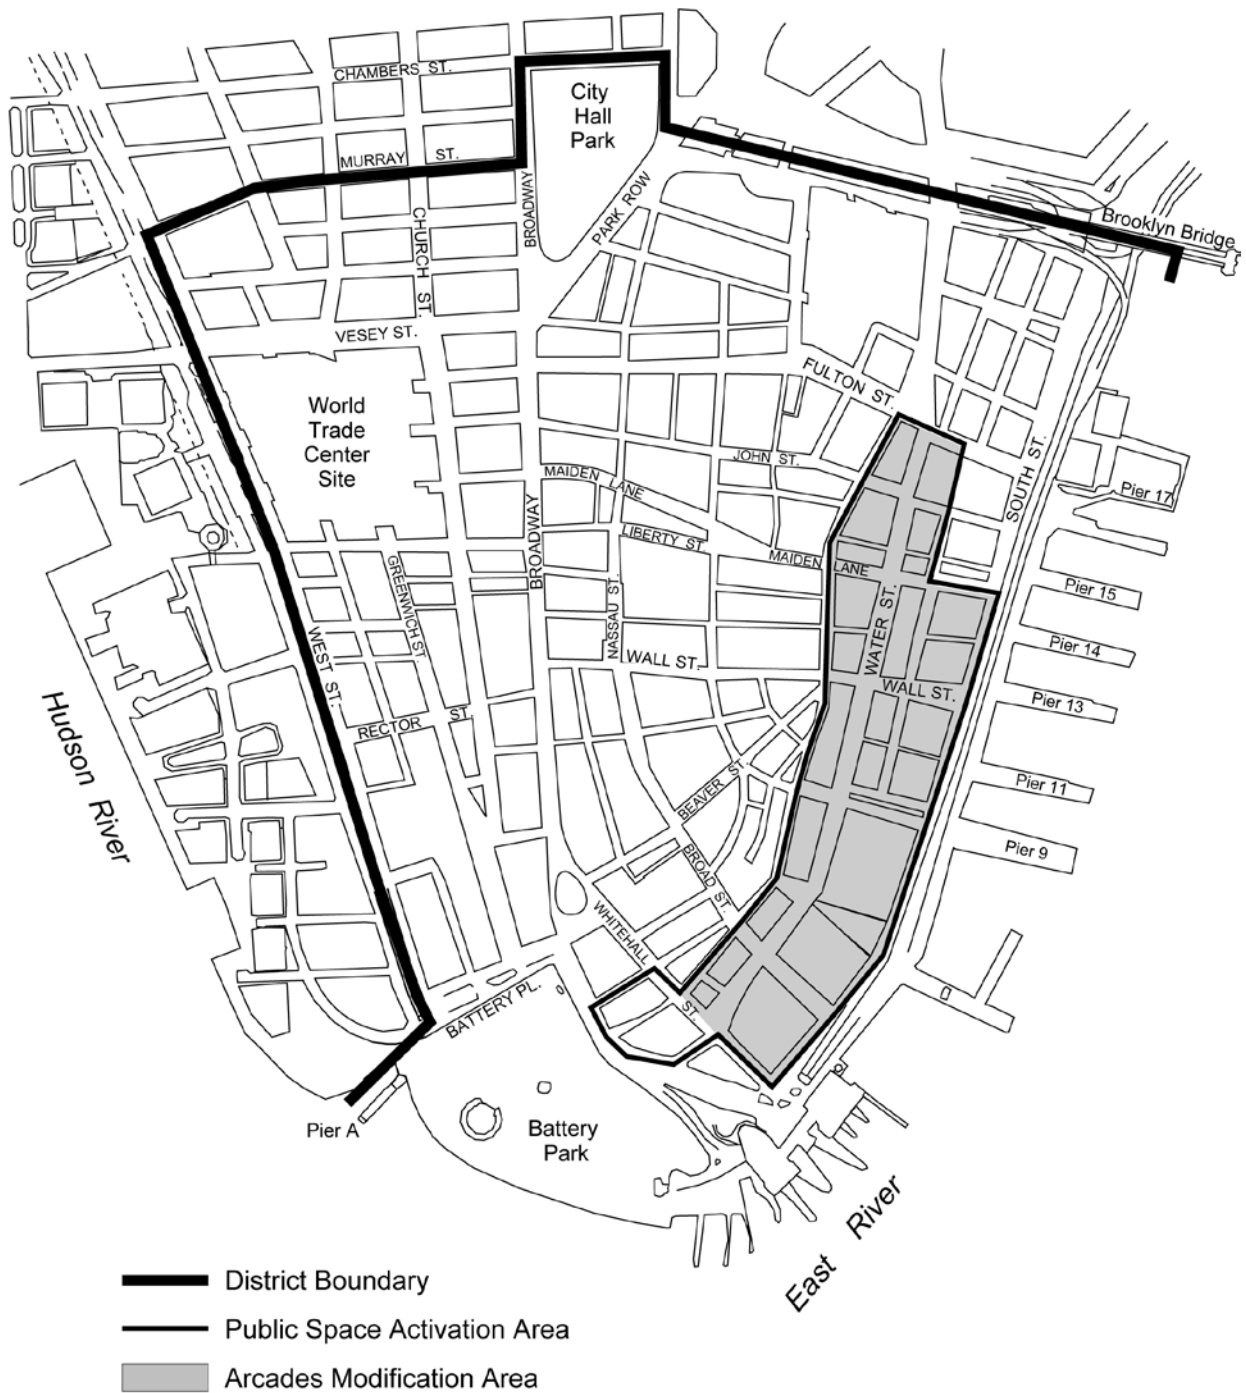 CHAMBERS ST.
City
Hall
Park
MURRAY ST.
BROADWAY
PARK ROW
CHURCH ST.
Brooklyn Bridge
VESEY ST.
FULTON ST.
World
Trade
Center
Site
JOHN ST.
MAIDEN LANE
SOUTH ST.
Pier 17
BROADWAY
LIBERTY ST.
MAIDEN LANE
GREENWICH ST.
NASSAU ST.
WATER ST.
Pier 15
WEST ST.
WALL ST.
WALL ST.
Pier 14
Pier 13
RECTOR ST.
Hudson River
BEAVER ST.
Pier 11
BROAD ST.
Pier 9
WHITEHALL ST.
BATTERY PL.
Pier A
Battery
Park
East River
District Boundary
Public Space Activation Area
Arcades Modification Area